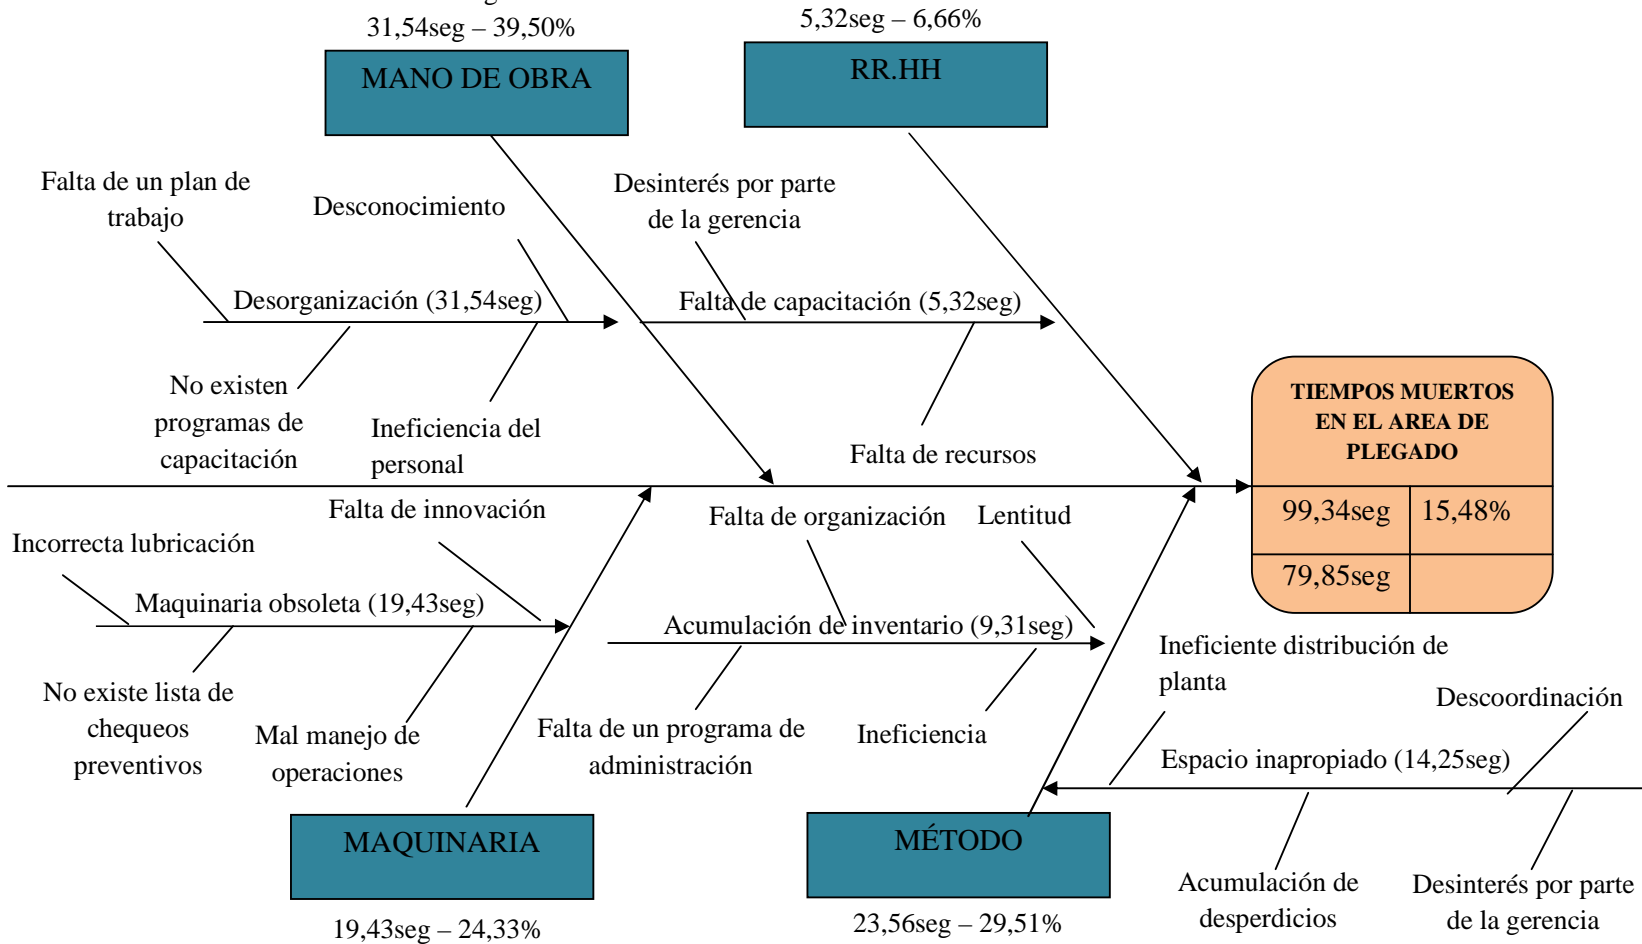 31,54seg – 39,50%
5,32seg – 6,66%
MANO DE OBRA
RR.HH
Falta de un plan de
trabajo
Desconocimiento
Desinterés por parte
de la gerencia
Desorganización (31,54seg)
Falta de capacitación (5,32seg)
No existen
programas de
capacitación
Ineficiencia del
personal
Falta de recursos
TIEMPOS MUERTOS
EN EL AREA DE
PLEGADO
99,34seg
15,48%
79,85seg
Falta de innovación
Incorrecta lubricación
Maquinaria obsoleta (19,43seg)
No existe lista de
chequeos
preventivos
Mal manejo de
operaciones
Falta de organización
Lentitud
Acumulación de inventario (9,31seg)
Falta de un programa de
administración
Ineficiencia
Ineficiente distribución de
planta
Descoordinación
Espacio inapropiado (14,25seg)
Acumulación de
desperdicios
Desinterés por parte
de la gerencia
MAQUINARIA
MÉTODO
19,43seg – 24,33%
23,56seg – 29,51%